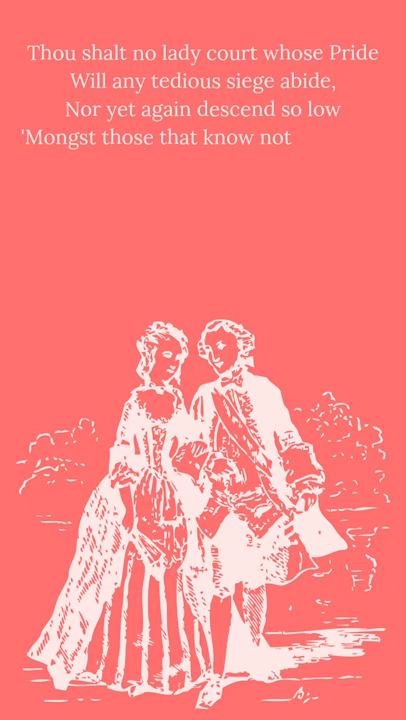 Thou shalt no lady court whose Pride
Will any tedious siege abide,
Nor yet again descend so low
'Mongst those that know not